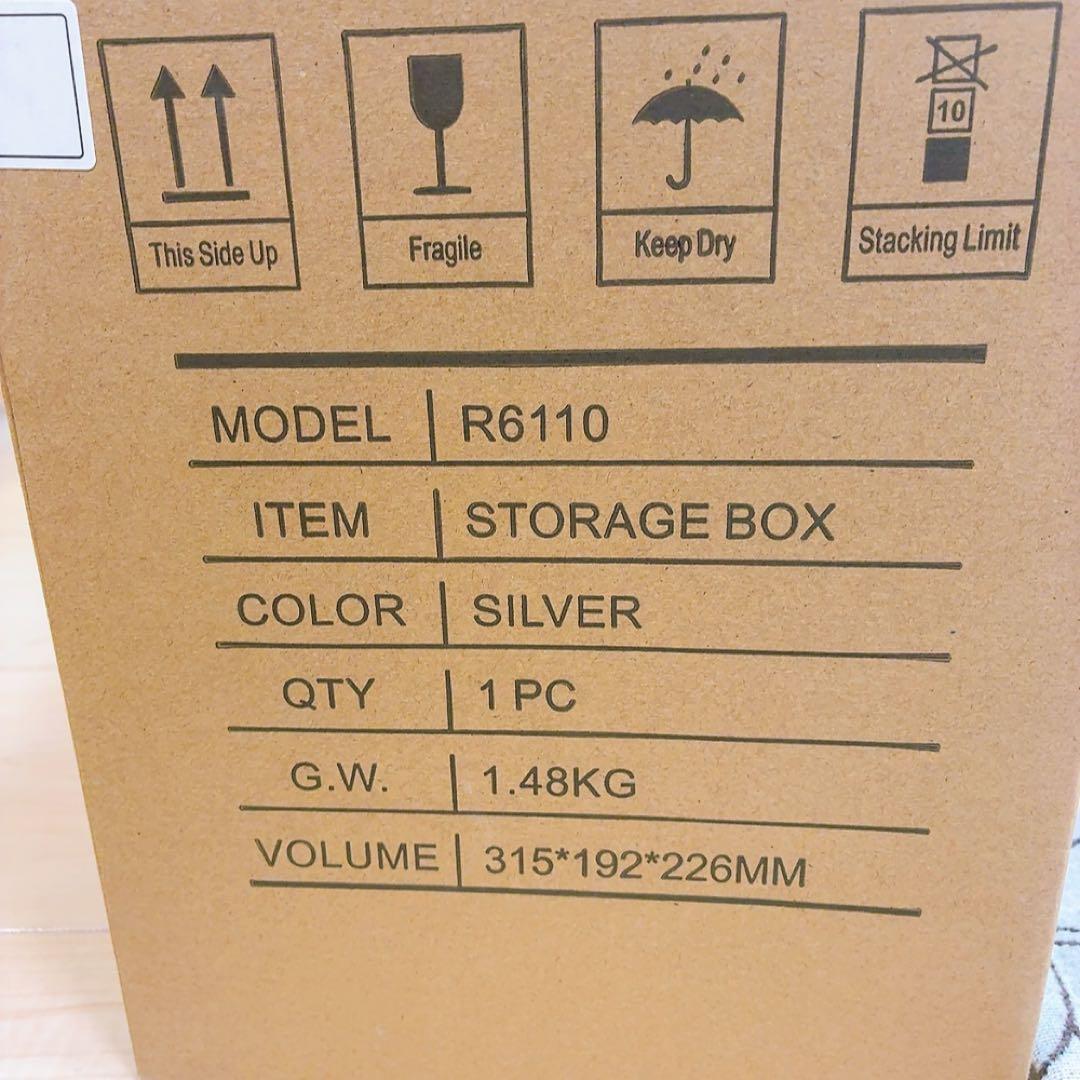 10
This Side Up
Fragile
Keep Dry
Stacking Limit
MODEL R6110
ITEM STORAGE BOX
COLOR SILVER
QTY 1 PC
G.W. 1.48KG
VOLUME 315*192*226MM